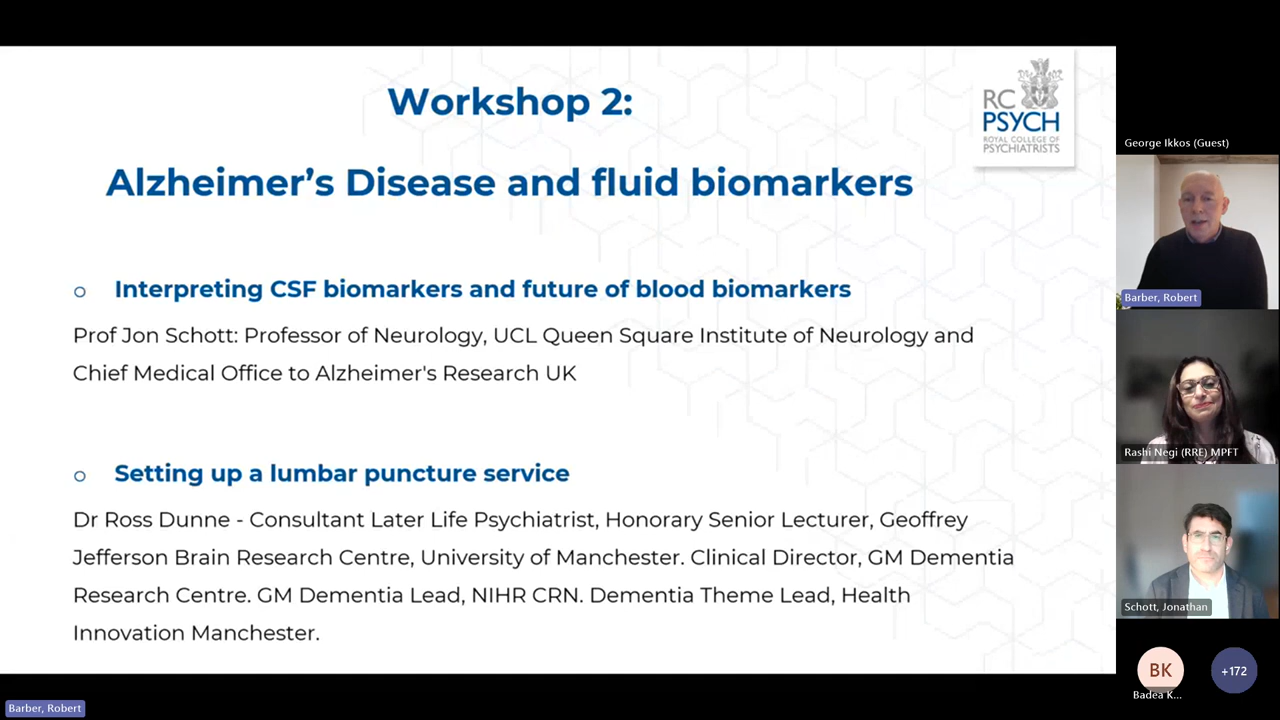 Workshop 2:
Alzheimer's Disease and fluid biomarkers
RC
PSYCH
ROYAL COLLEGE OF
PSYCHIATRISTS
o Interpreting CSF biomarkers and future of blood biomarkers
Prof Jon Schott: Professor of Neurology, UCL Queen Square Institute of Neurology and
Chief Medical Office to Alzheimer's Research UK
o Setting up a lumbar puncture service
Dr Ross Dunne - Consultant Later Life Psychiatrist, Honorary Senior Lecturer, Geoffrey
Jefferson Brain Research Centre, University of Manchester. Clinical Director, GM Dementia
Research Centre. GM Dementia Lead, NIHR CRN. Dementia Theme Lead, Health
Innovation Manchester.
George Ikkos (Guest)
Barber, Robert
Rashi Negi (RRE) MPFT
Schott, Jonathan
BK
+172
Badea K...
Barber, Robert